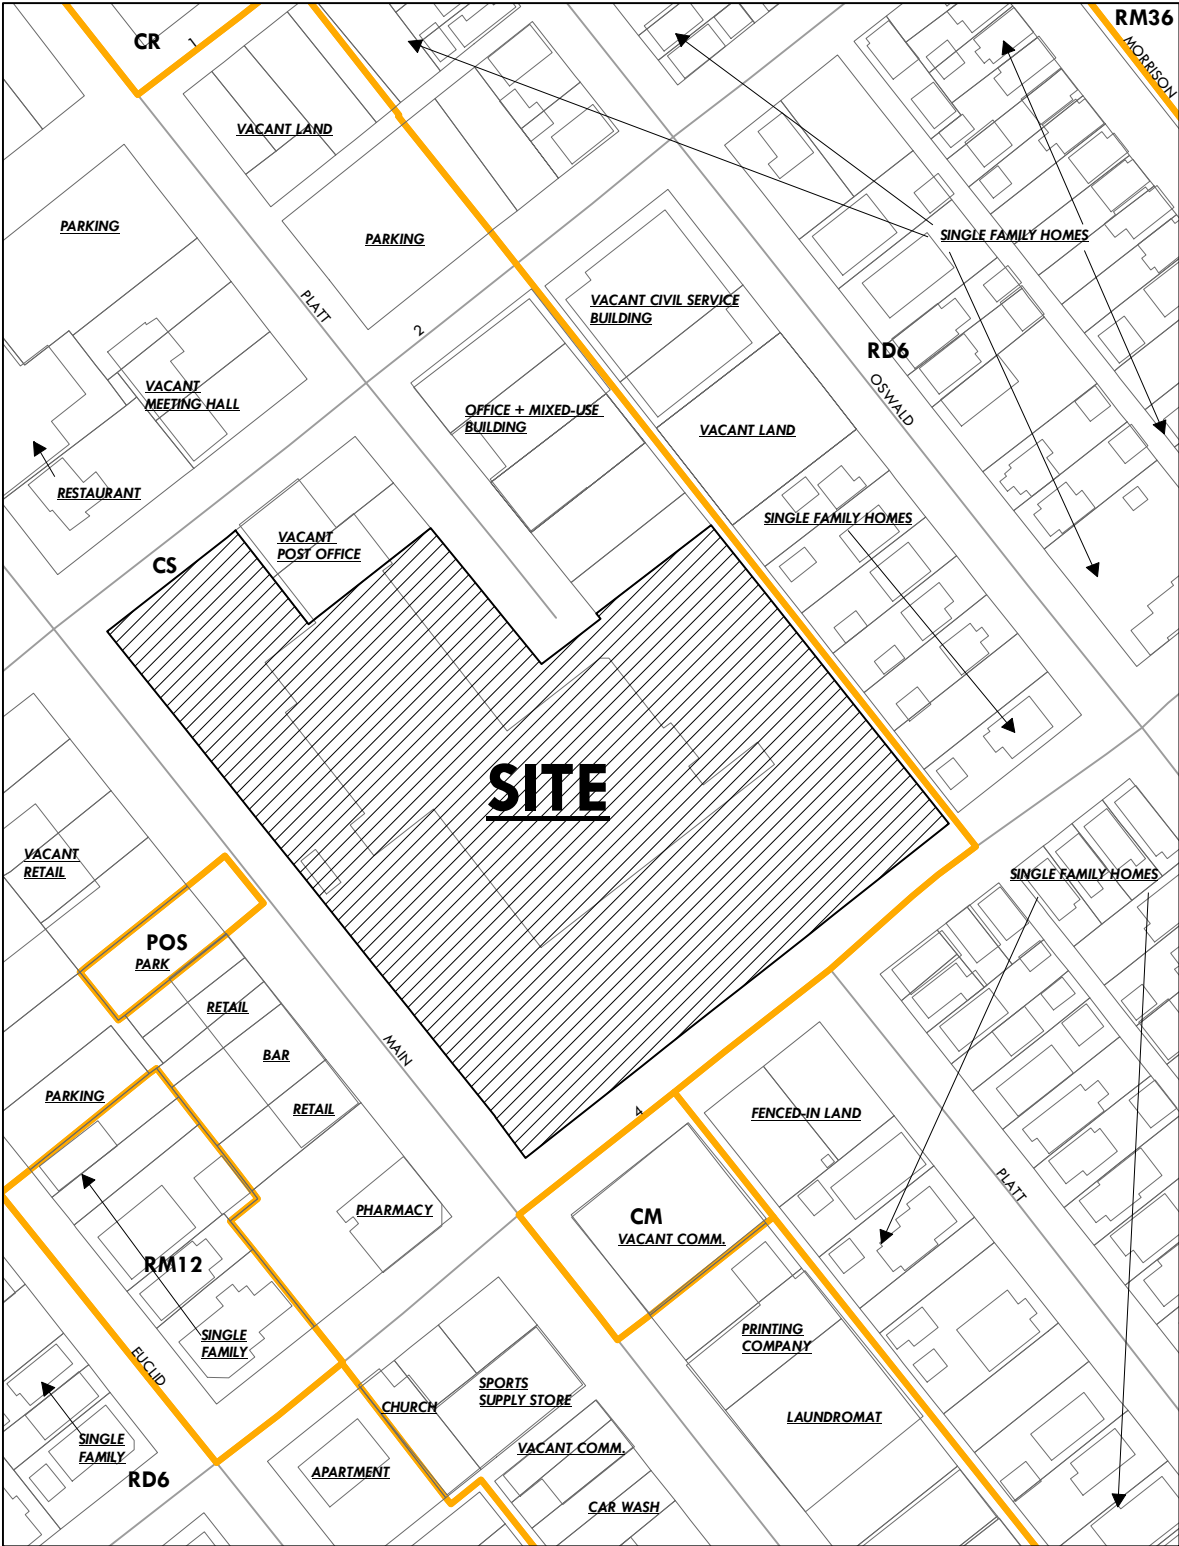 RM36
CR
1
MORRISON
VACANT LAND
PARKING
PARKING
SINGLE FAMILY HOMES
PLATT
VACANT CIVIL SERVICE
BUILDING
2
RD6
OSWALD
VACANT
MEETING HALL
OFFICE + MIXED-USE
BUILDING
VACANT LAND
RESTAURANT
SINGLE FAMILY HOMES
VACANT
POST OFFICE
CS
SITE
VACANT
RETAIL
SINGLE FAMILY HOMES
POS
PARK
RETAIL
MAIN
BAR
PARKING
RETAIL
4
FENCED-IN LAND
PLATT
PHARMACY
CM
VACANT COMM.
RM12
SINGLE
FAMILY
PRINTING
COMPANY
EUCLID
SPORTS
SUPPLY STORE
CHURCH
LAUNDROMAT
SINGLE
FAMILY
VACANT COMM.
APARTMENT
RD6
CAR WASH